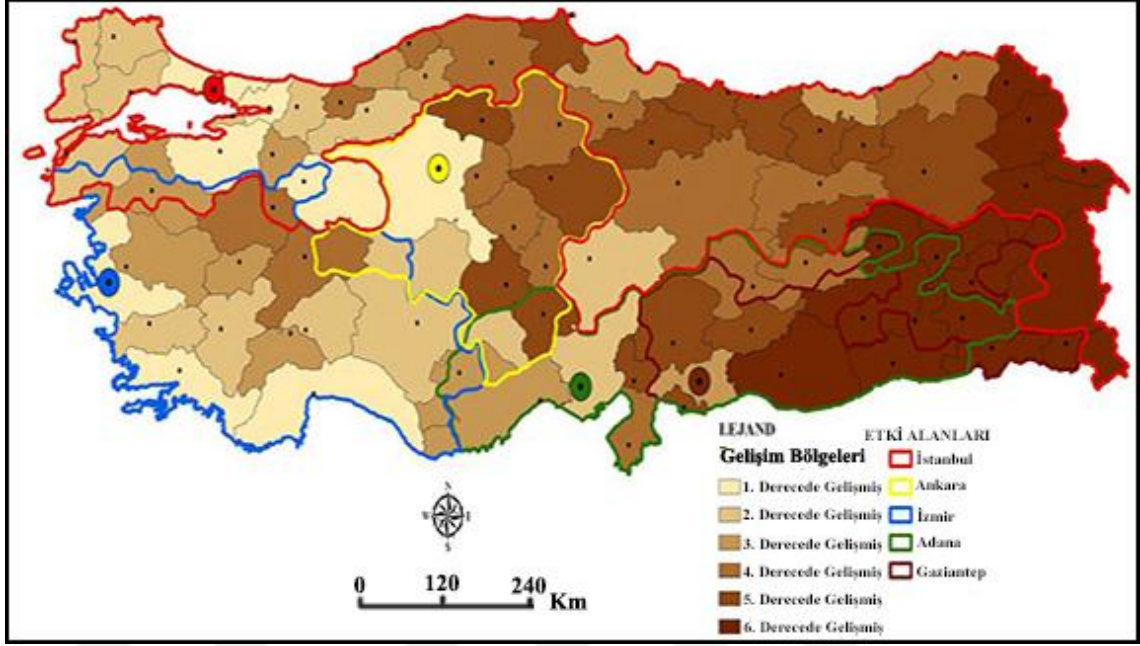 LEJAND
Gelişim Bölgeleri
1. Derecede Gelişmiş
2. Derecede Gelişmiş
3. Derecede Gelişmiş
4. Derecede Gelişmiş
5. Derecede Gelişmiş
6. Derecede Gelişmiş
ETKİ ALANLARI
İstanbul
Ankara
İzmir
Adana
Gaziantep
N
W E
S
0 120 240 Km